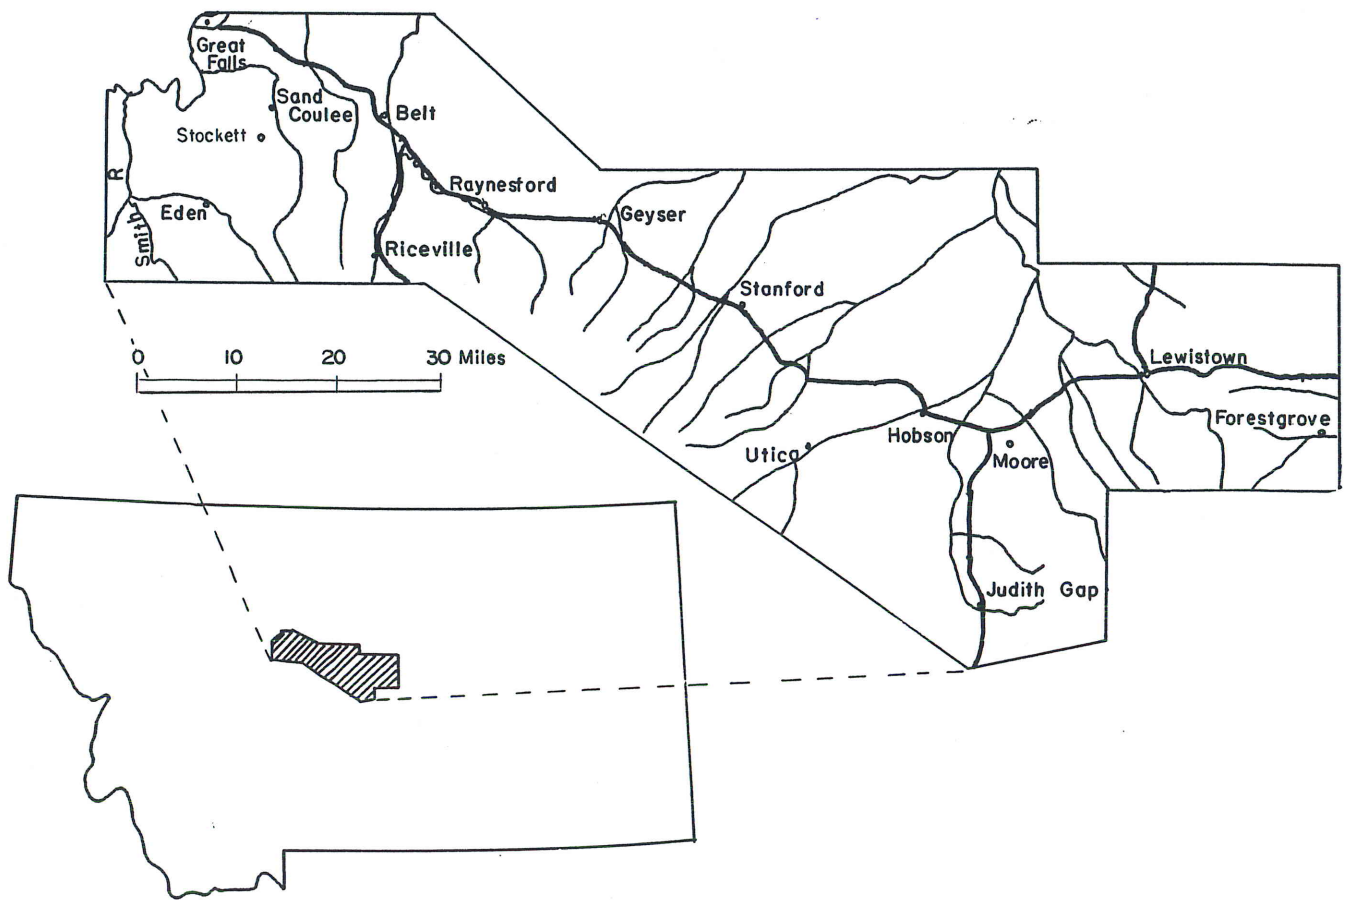 Great
Falls
Sand
Coulee
Belt
Stockett
R
Raynesford
Eden
Geyser
Smith
Riceville
Stanford
0 10 20 30 Miles
Lewistown
Forestgrove
Hobson
Utica
Moore
Judith Gap